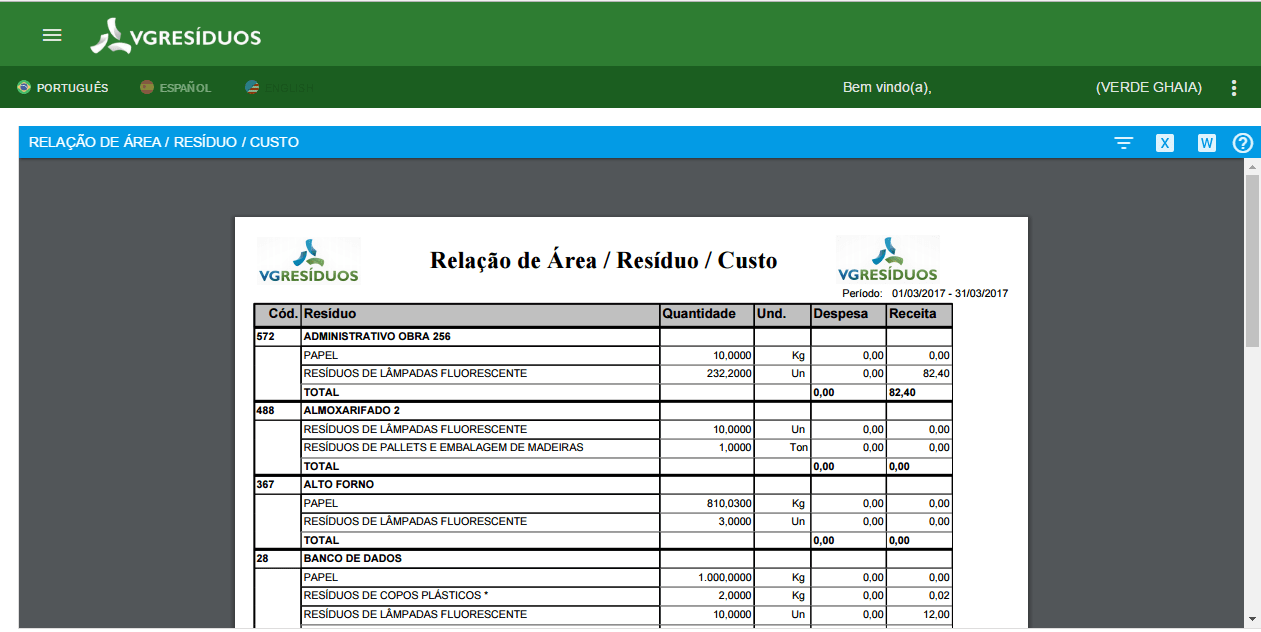 VGRESÍDUOS
PORTUGUÊS ESPAÑOL ENGLISH Bem vindo(a), (VERDE GHAIA)
RELAÇÃO DE ÁREA / RESÍDUO / CUSTO X W ?
VGRESÍDUOS Relação de Área / Resíduo / Custo VGRESÍDUOS
Período: 01/03/2017 - 31/03/2017
Cód. Resíduo Quantidade Und. Despesa Receita
572 ADMINISTRATIVO OBRA 256
PAPEL 10,0000 Kg 0,00 0,00
RESÍDUOS DE LÂMPADAS FLUORESCENTE 232,2000 Un 0,00 82,40
TOTAL 0,00 82,40
488 ALMOXARIFADO 2
RESÍDUOS DE LÂMPADAS FLUORESCENTE 10,0000 Un 0,00 0,00
RESÍDUOS DE PALLETS E EMBALAGEM DE MADEIRAS 1,0000 Ton 0,00 0,00
TOTAL 0,00 0,00
367 ALTO FORNO
PAPEL 810,0300 Kg 0,00 0,00
RESÍDUOS DE LÂMPADAS FLUORESCENTE 3,0000 Un 0,00 0,00
TOTAL 0,00 0,00
28 BANCO DE DADOS
PAPEL 1.000,0000 Kg 0,00 0,00
RESÍDUOS DE COPOS PLÁSTICOS * 2,0000 Kg 0,00 0,02
RESÍDUOS DE LÂMPADAS FLUORESCENTE 10,0000 Un 0,00 12,00